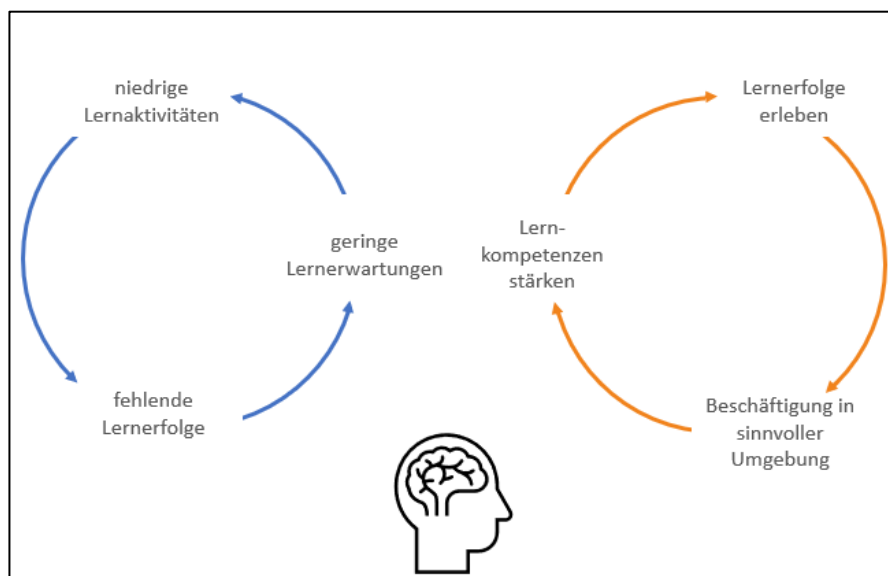 niedrige
Lernaktivitäten
geringe
Lernerwartungen
fehlende
Lernerfolge
Lernerfolge
erleben
Lern-
kompetenzen
stärken
Beschäftigung in
sinnvoller
Umgebung